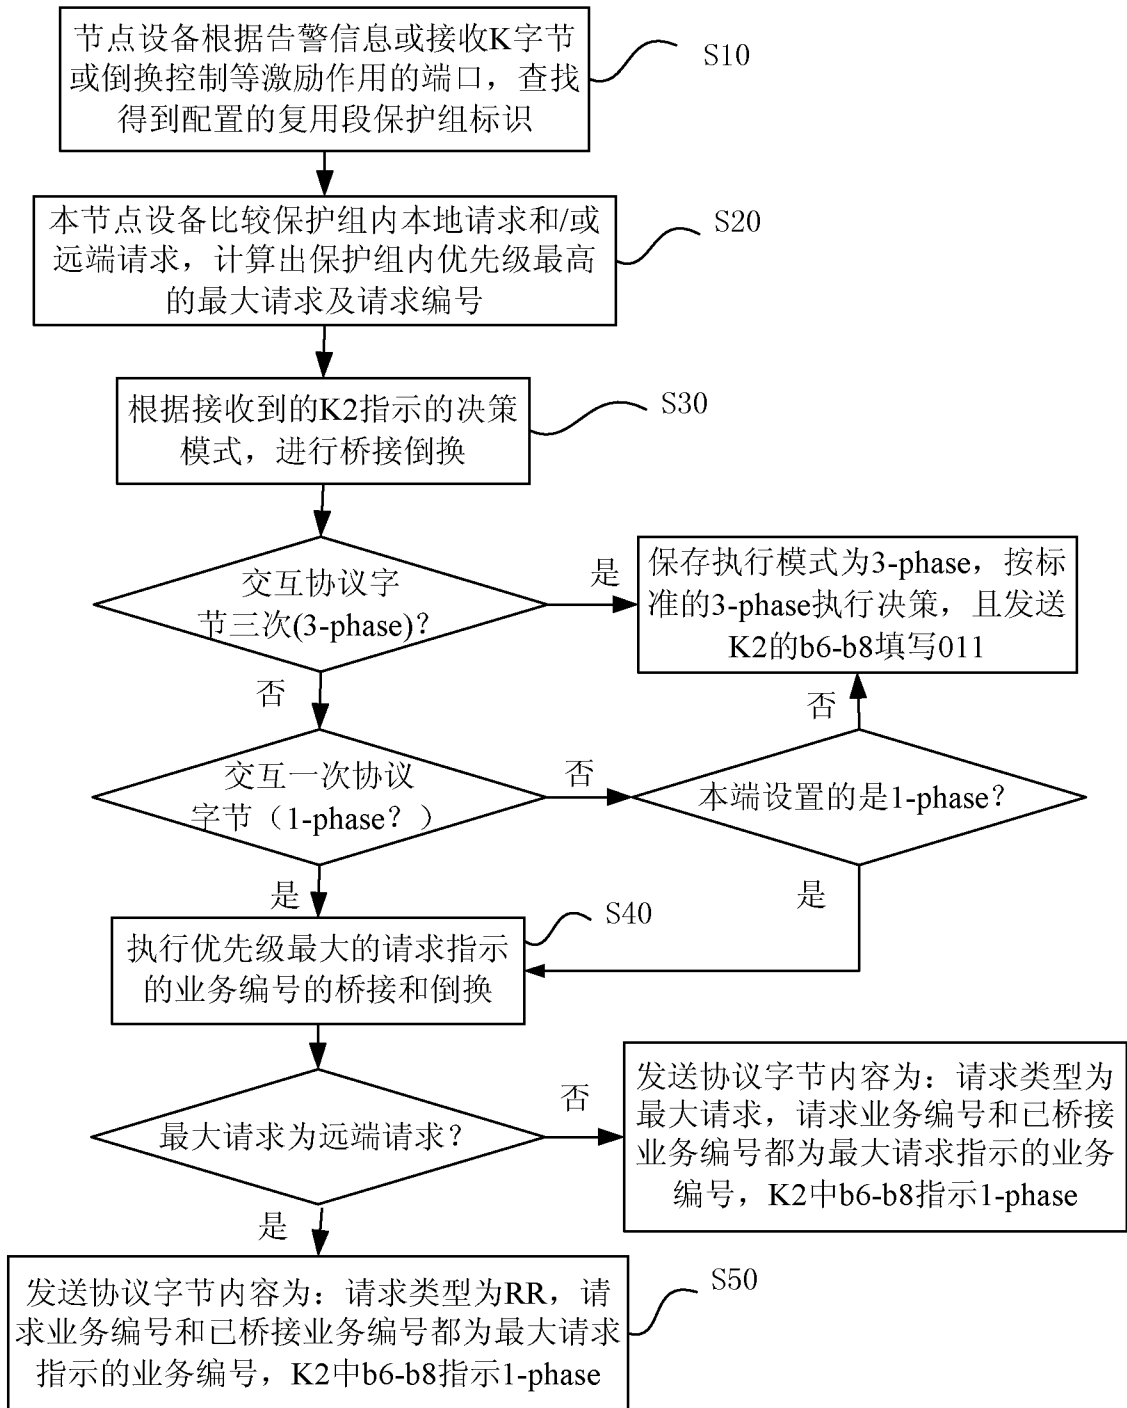 节点设备根据告警信息或接收K字节
或倒换控制等激励作用的端口，查找
得到配置的复用段保护组标识
S10
本节点设备比较保护组内本地请求和/或
远端请求，计算出保护组内优先级最高
的最大请求及请求编号
S20
根据接收到的K2指示的决策
模式，进行桥接倒换
S30
交互协议字
节三次(3-phase)？
是
保存执行模式为3-phase，按标
准的3-phase执行决策，且发送
K2的b6-b8填写011
否
否
交互一次协议
字节（1-phase？）
否
本端设置的是1-phase？
是
是
S40
执行优先级最大的请求指示
的业务编号的桥接和倒换
最大请求为远端请求？
否
发送协议字节内容为：请求类型为
最大请求，请求业务编号和已桥接
业务编号都为最大请求指示的业务
编号，K2中b6-b8指示1-phase
是
S50
发送协议字节内容为：请求类型为RR，请
求业务编号和已桥接业务编号都为最大请求
指示的业务编号，K2中b6-b8指示1-phase